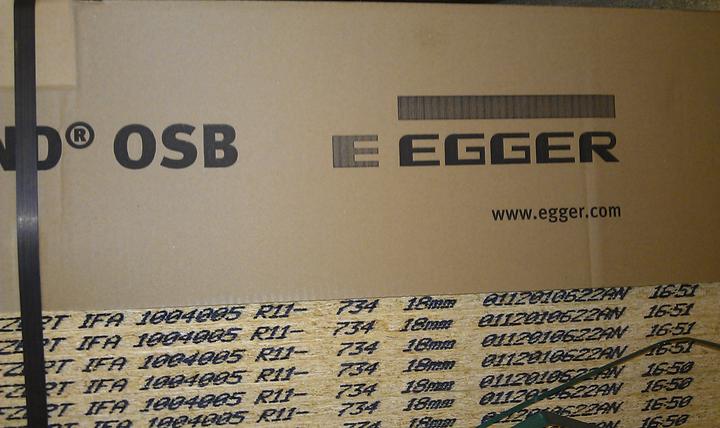 ® OSB
E EGGER
www.egger.com
IFA 1004005 R11- 734 18mm 0112010622AN 16:51
IFA 1004005 R11- 734 18mm 0112010622AN 16:51
IFA 1004005 R11- 734 18mm 0112010622AN 16:51
IFA 1004005 R11- 734 18mm 0112010622AN 16:50
IFA 1004005 R11- 734 18mm 0112010622AN 16:50
IFA 1004005 R11- 734 18mm 16:50